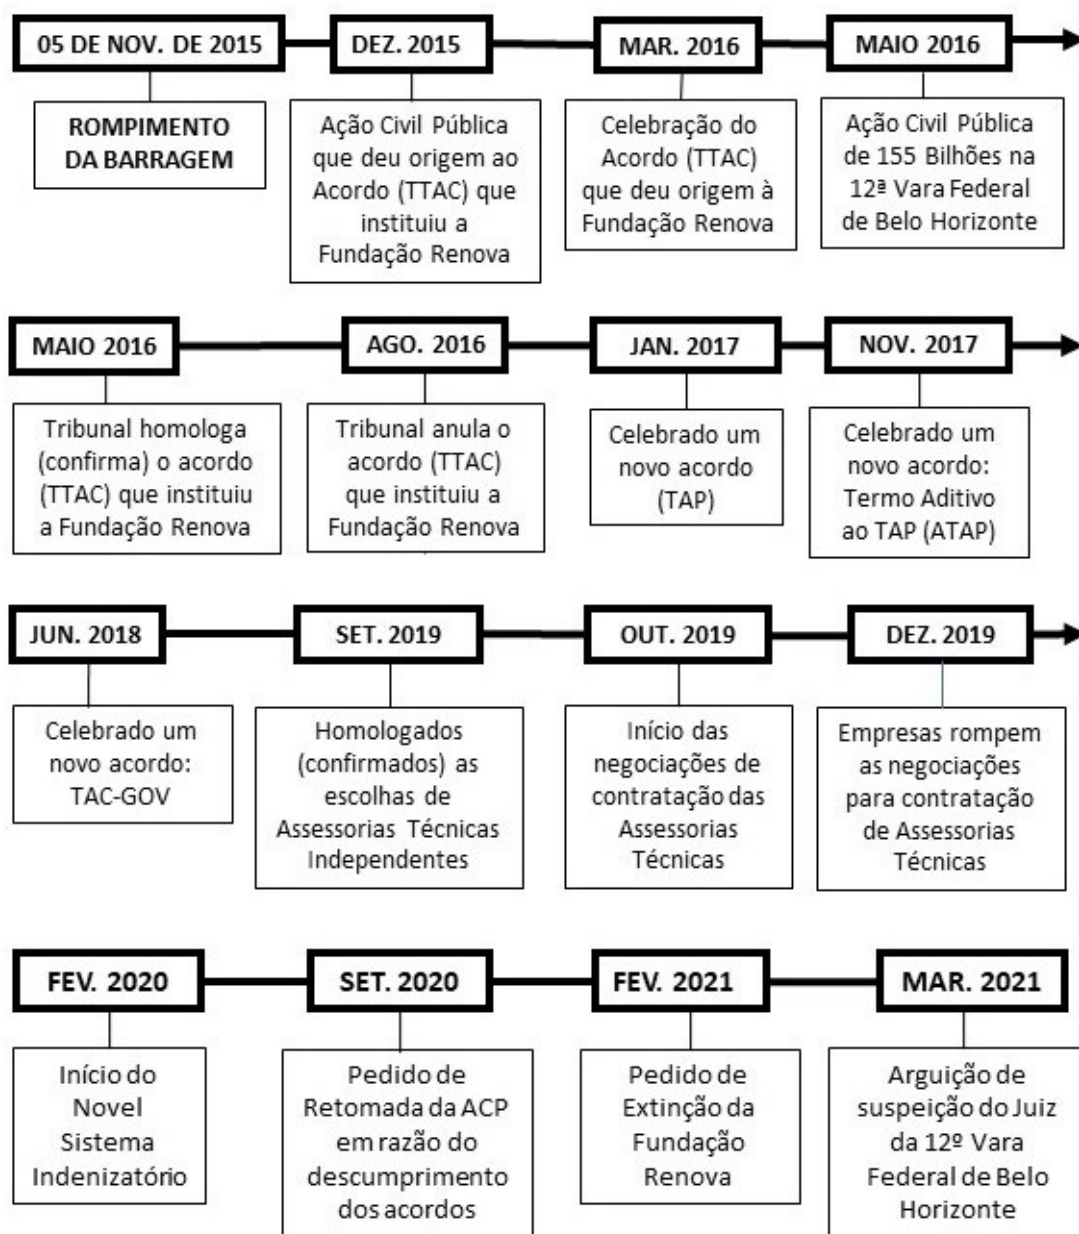 05 DE NOV. DE 2015
DEZ. 2015
MAR. 2016
MAIO 2016
ROMPIMENTO
DA BARRAGEM
Ação Civil Pública
que deu origem ao
Acordo (TTAC) que
instituiu a
Fundação Renova
Celebração do
Acordo (TTAC)
que deu origem à
Fundação Renova
Ação Civil Pública
de 155 Bilhões na
12ª Vara Federal
de Belo Horizonte
MAIO 2016
AGO. 2016
JAN. 2017
NOV. 2017
Tribunal homologa
(confirma) o acordo
(TTAC) que instituiu
a Fundação Renova
Tribunal anula o
acordo (TTAC)
que instituiu a
Fundação Renova
Celebrado um
novo acordo
(TAP)
Celebrado um
novo acordo:
Termo Aditivo
ao TAP (ATAP)
JUN. 2018
SET. 2019
OUT. 2019
DEZ. 2019
Celebrado um
novo acordo:
TAC-GOV
Homologados
(confirmados) as
escolhas de
Assessorias Técnicas
Independentes
Início das
negociações de
contratação das
Assessorias
Técnicas
Empresas rompem
as negociações
para contratação
de Assessorias
Técnicas
FEV. 2020
SET. 2020
FEV. 2021
MAR. 2021
Início do
Novel
Sistema
Indenizatório
Pedido de
Retomada da ACP
em razão do
descumprimento
dos acordos
Pedido de
Extinção da
Fundação
Renova
Arguição de
suspeição do Juiz
da 12º Vara
Federal de Belo
Horizonte